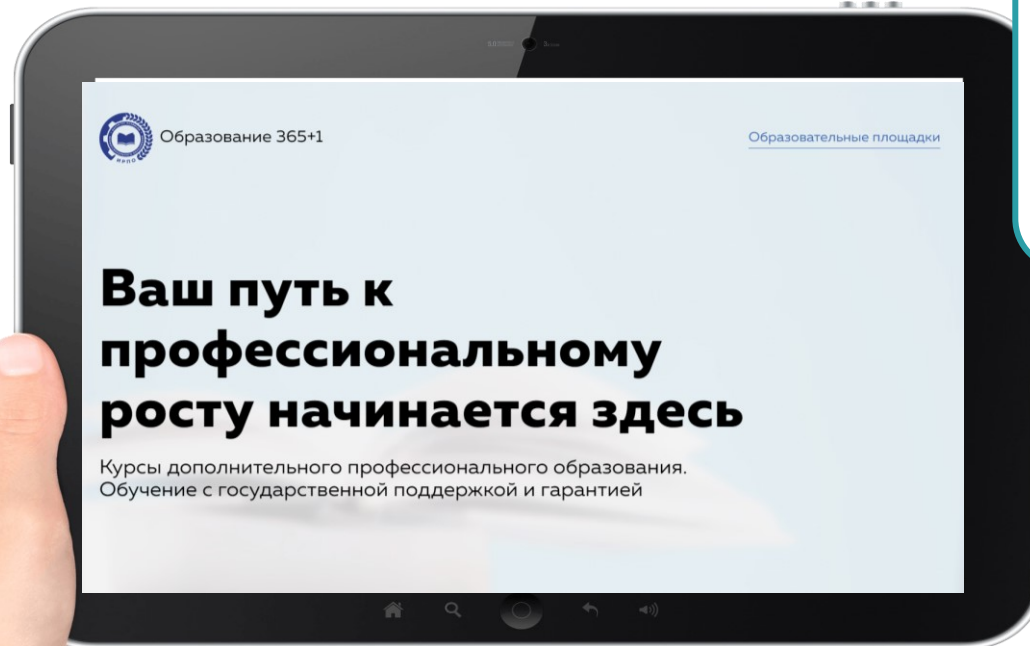 Образование 365+1
Образовательные площадки
Ваш путь к
профессиональному
росту начинается здесь
Курсы дополнительного профессионального образования.
Обучение с государственной поддержкой и гарантией